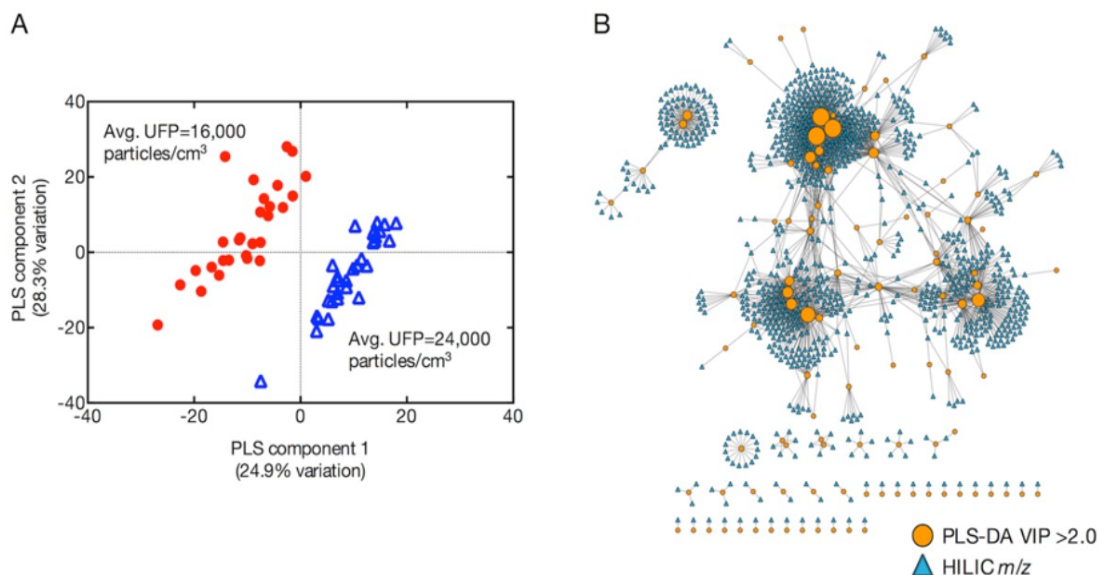 A
B
Avg. UFP=16,000
particles/cm³
40
20
0
-20
-40
PLS component 2
(28.3% variation)
Avg. UFP=24,000
particles/cm³
-40
-20
0
20
40
PLS component 1
(24.9% variation)
PLS-DA VIP >2.0
HILIC m/z